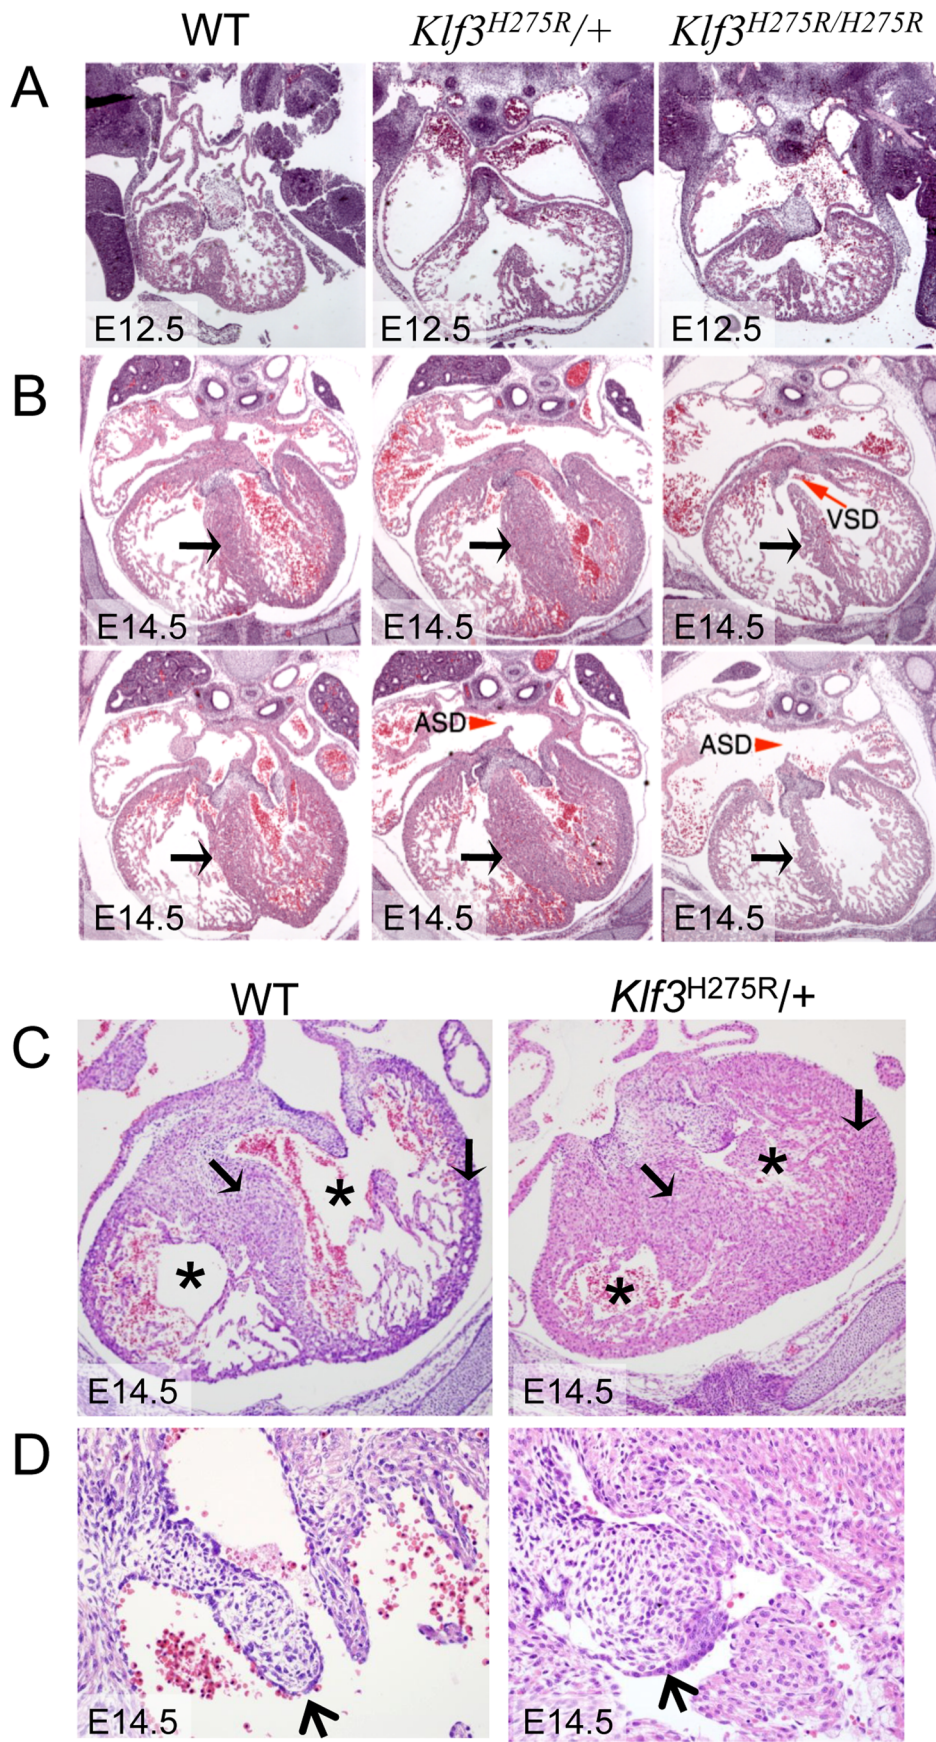 WT Klf3H275R/+ Klf3H275R/H275R
A
E12.5 E12.5 E12.5
B
VSD
E14.5 E14.5 E14.5
ASD ASD
E14.5 E14.5 E14.5
WT Klf3H275R/+
C
* * * *
E14.5 E14.5
D
E14.5 E14.5